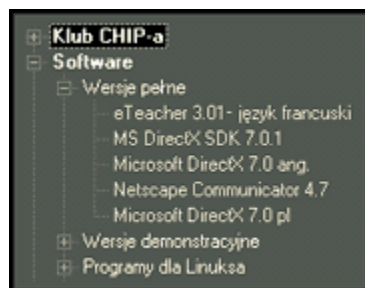 Klub CHIP-a
Software
Wersje pełne
eTeacher 3.01- język francuski
MS DirectX SDK 7.0.1
Microsoft DirectX 7.0 ang.
Netscape Communicator 4.7
Microsoft DirectX 7.0 pl
Wersje demonstracyjne
Programy dla Linuksa